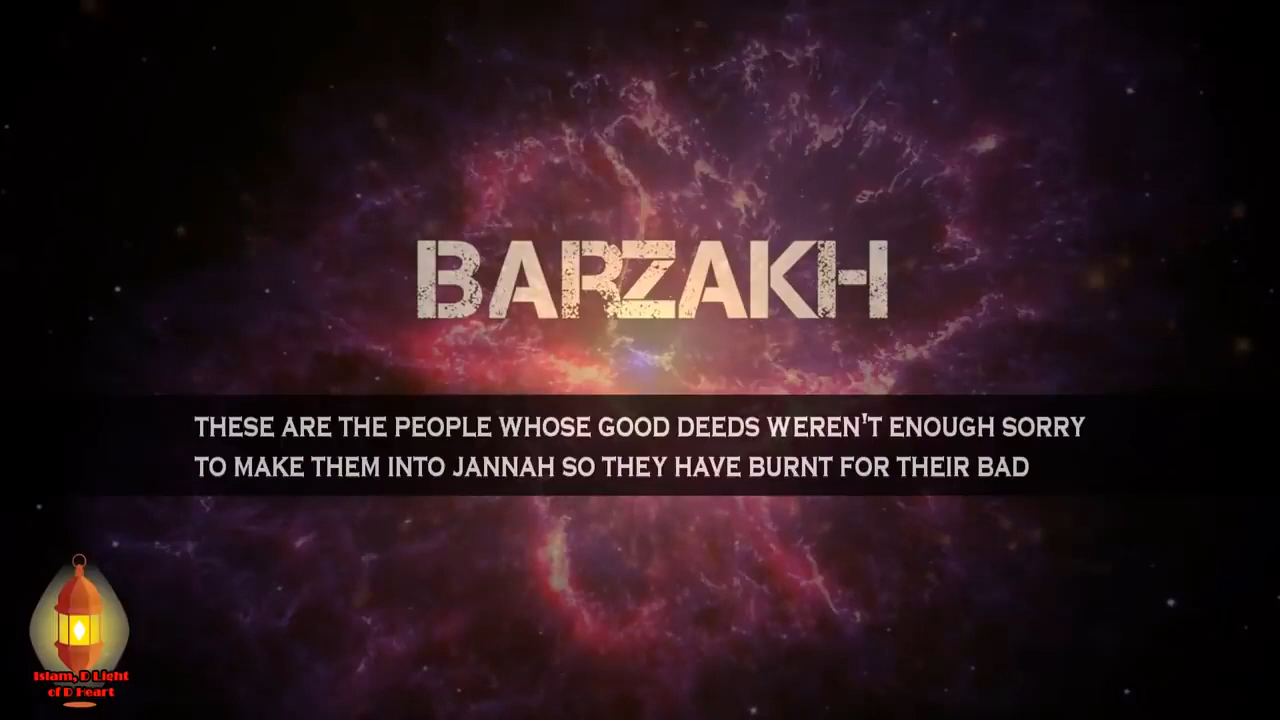 BARZAKH
THESE ARE THE PEOPLE WHOSE GOOD DEEDS WEREN'T ENOUGH SORRY
TO MAKE THEM INTO JANNAH SO THEY HAVE BURNT FOR THEIR BAD
Islam, D Light
of D Heart